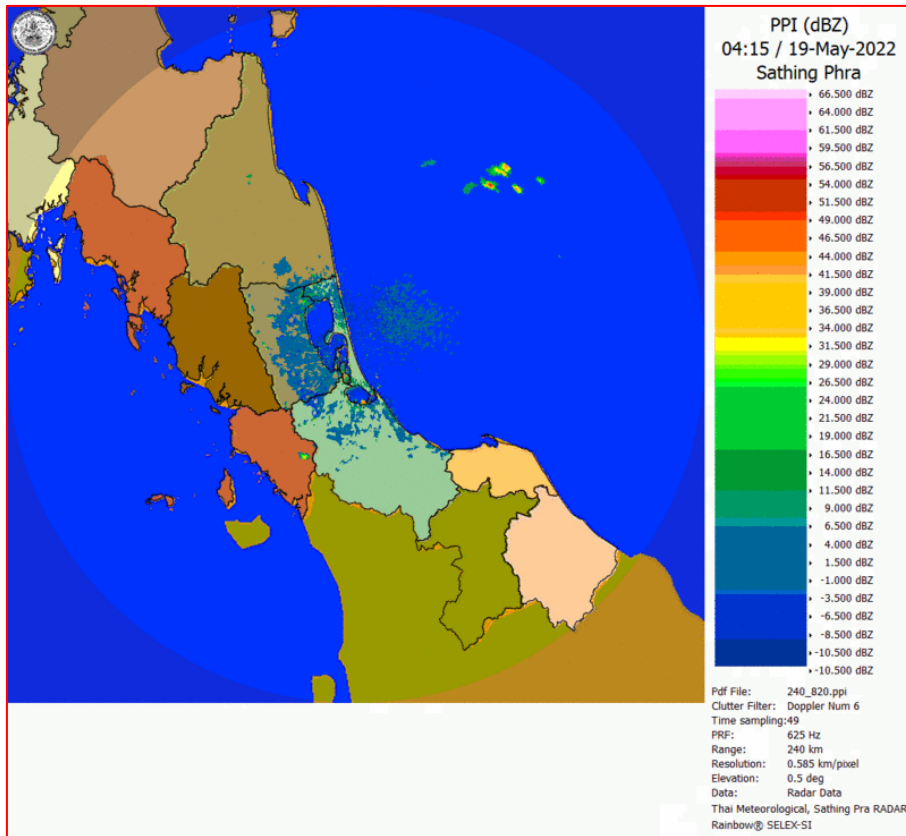 PPI (dBZ)
04:15 / 19-May-2022
Sathing Phra
66.500 dBZ
64.000 dBZ
61.500 dBZ
59.500 dBZ
56.500 dBZ
54.000 dBZ
51.500 dBZ
49.000 dBZ
46.500 dBZ
44.000 dBZ
41.500 dBZ
39.000 dBZ
36.500 dBZ
34.000 dBZ
31.500 dBZ
29.000 dBZ
26.500 dBZ
24.000 dBZ
21.500 dBZ
19.000 dBZ
16.500 dBZ
14.000 dBZ
11.500 dBZ
9.000 dBZ
6.500 dBZ
4.000 dBZ
1.500 dBZ
-1.000 dBZ
-3.500 dBZ
-6.500 dBZ
-8.500 dBZ
-10.500 dBZ
-10.500 dBZ
Pdf File: 240_820.ppi
Clutter Filter: Doppler Num 6
Time sampling:49
PRF: 625 Hz
Range: 240 km
Resolution: 0.585 km/pixel
Elevation: 0.5 deg
Data: Radar Data
Thai Meteorological, Sathing Pra RADAR
Rainbow® SELEX-SI